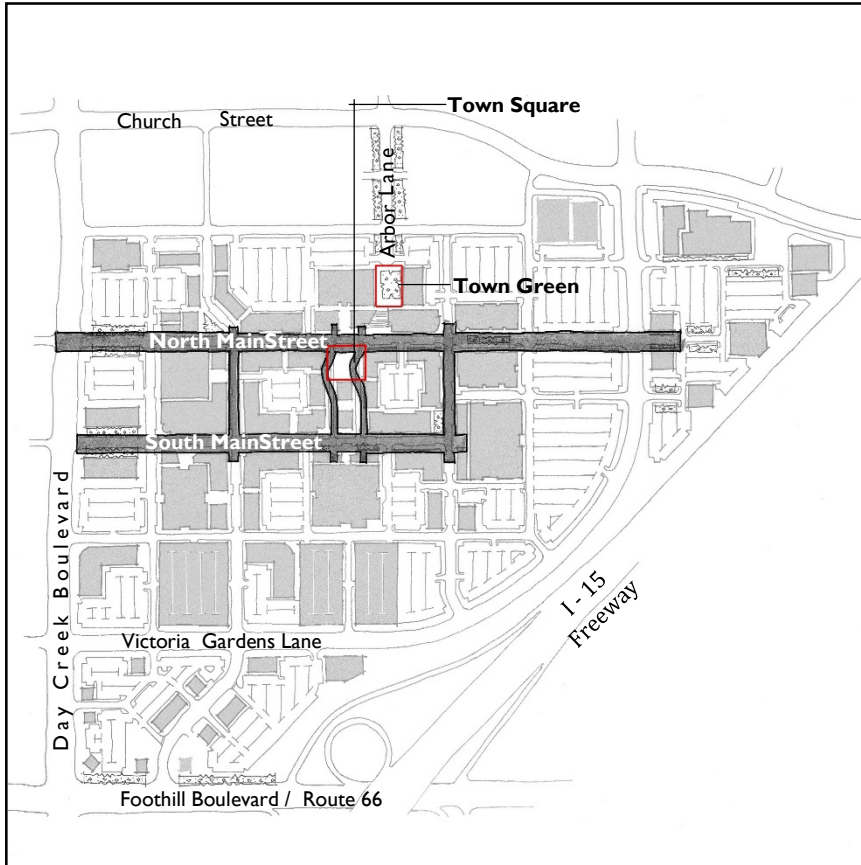 Town Square
Church Street
Arbor Lane
Town Green
North MainStreet
South MainStreet
Day Creek Boulevard
I - 15
Freeway
Victoria Gardens Lane
Foothill Boulevard / Route 66